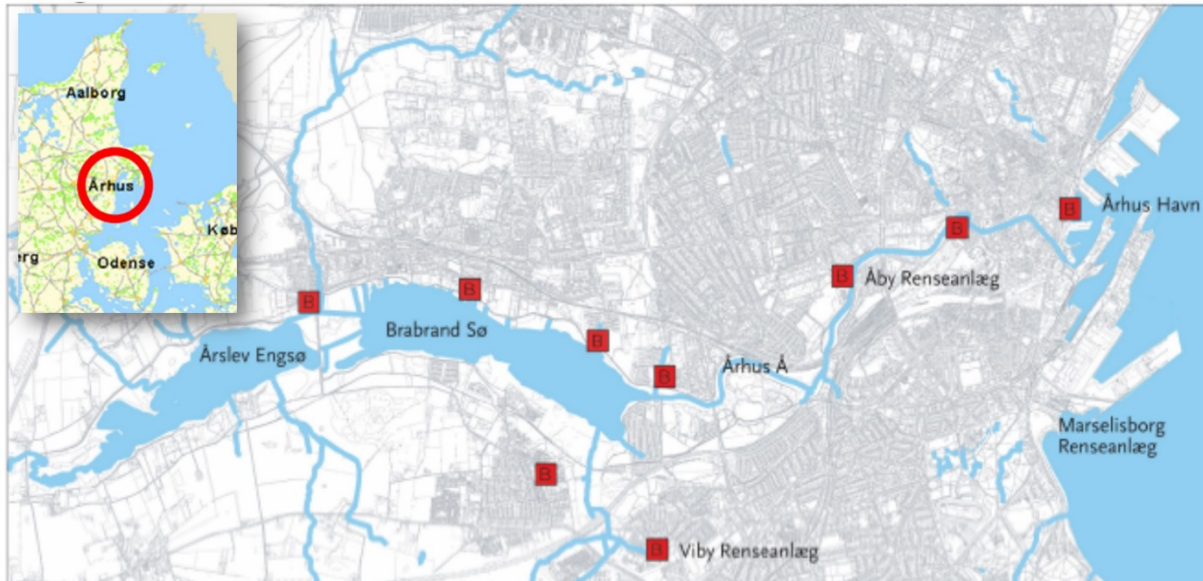 Aalborg
Århus
Køb
erg
Odense
B
Århus Havn
B
B
Åby Renseanlæg
B
B
Brabrand Sø
Årslev Engsø
B
B
Århus Å
Marselisborg
Renseanlæg
B
B
Viby Renseanlæg